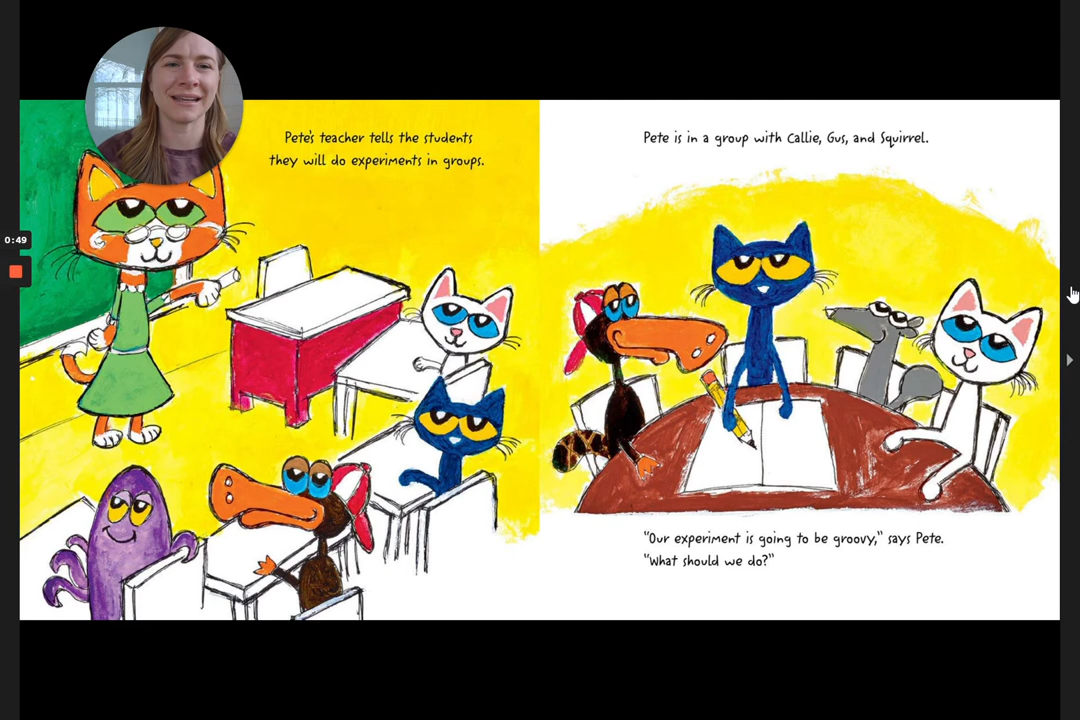 Pete's teacher tells the students
they will do experiments in groups.
Pete is in a group with Callie, Gus, and Squirrel.
0:49
"Our experiment is going to be groovy," says Pete.
"What should we do?"